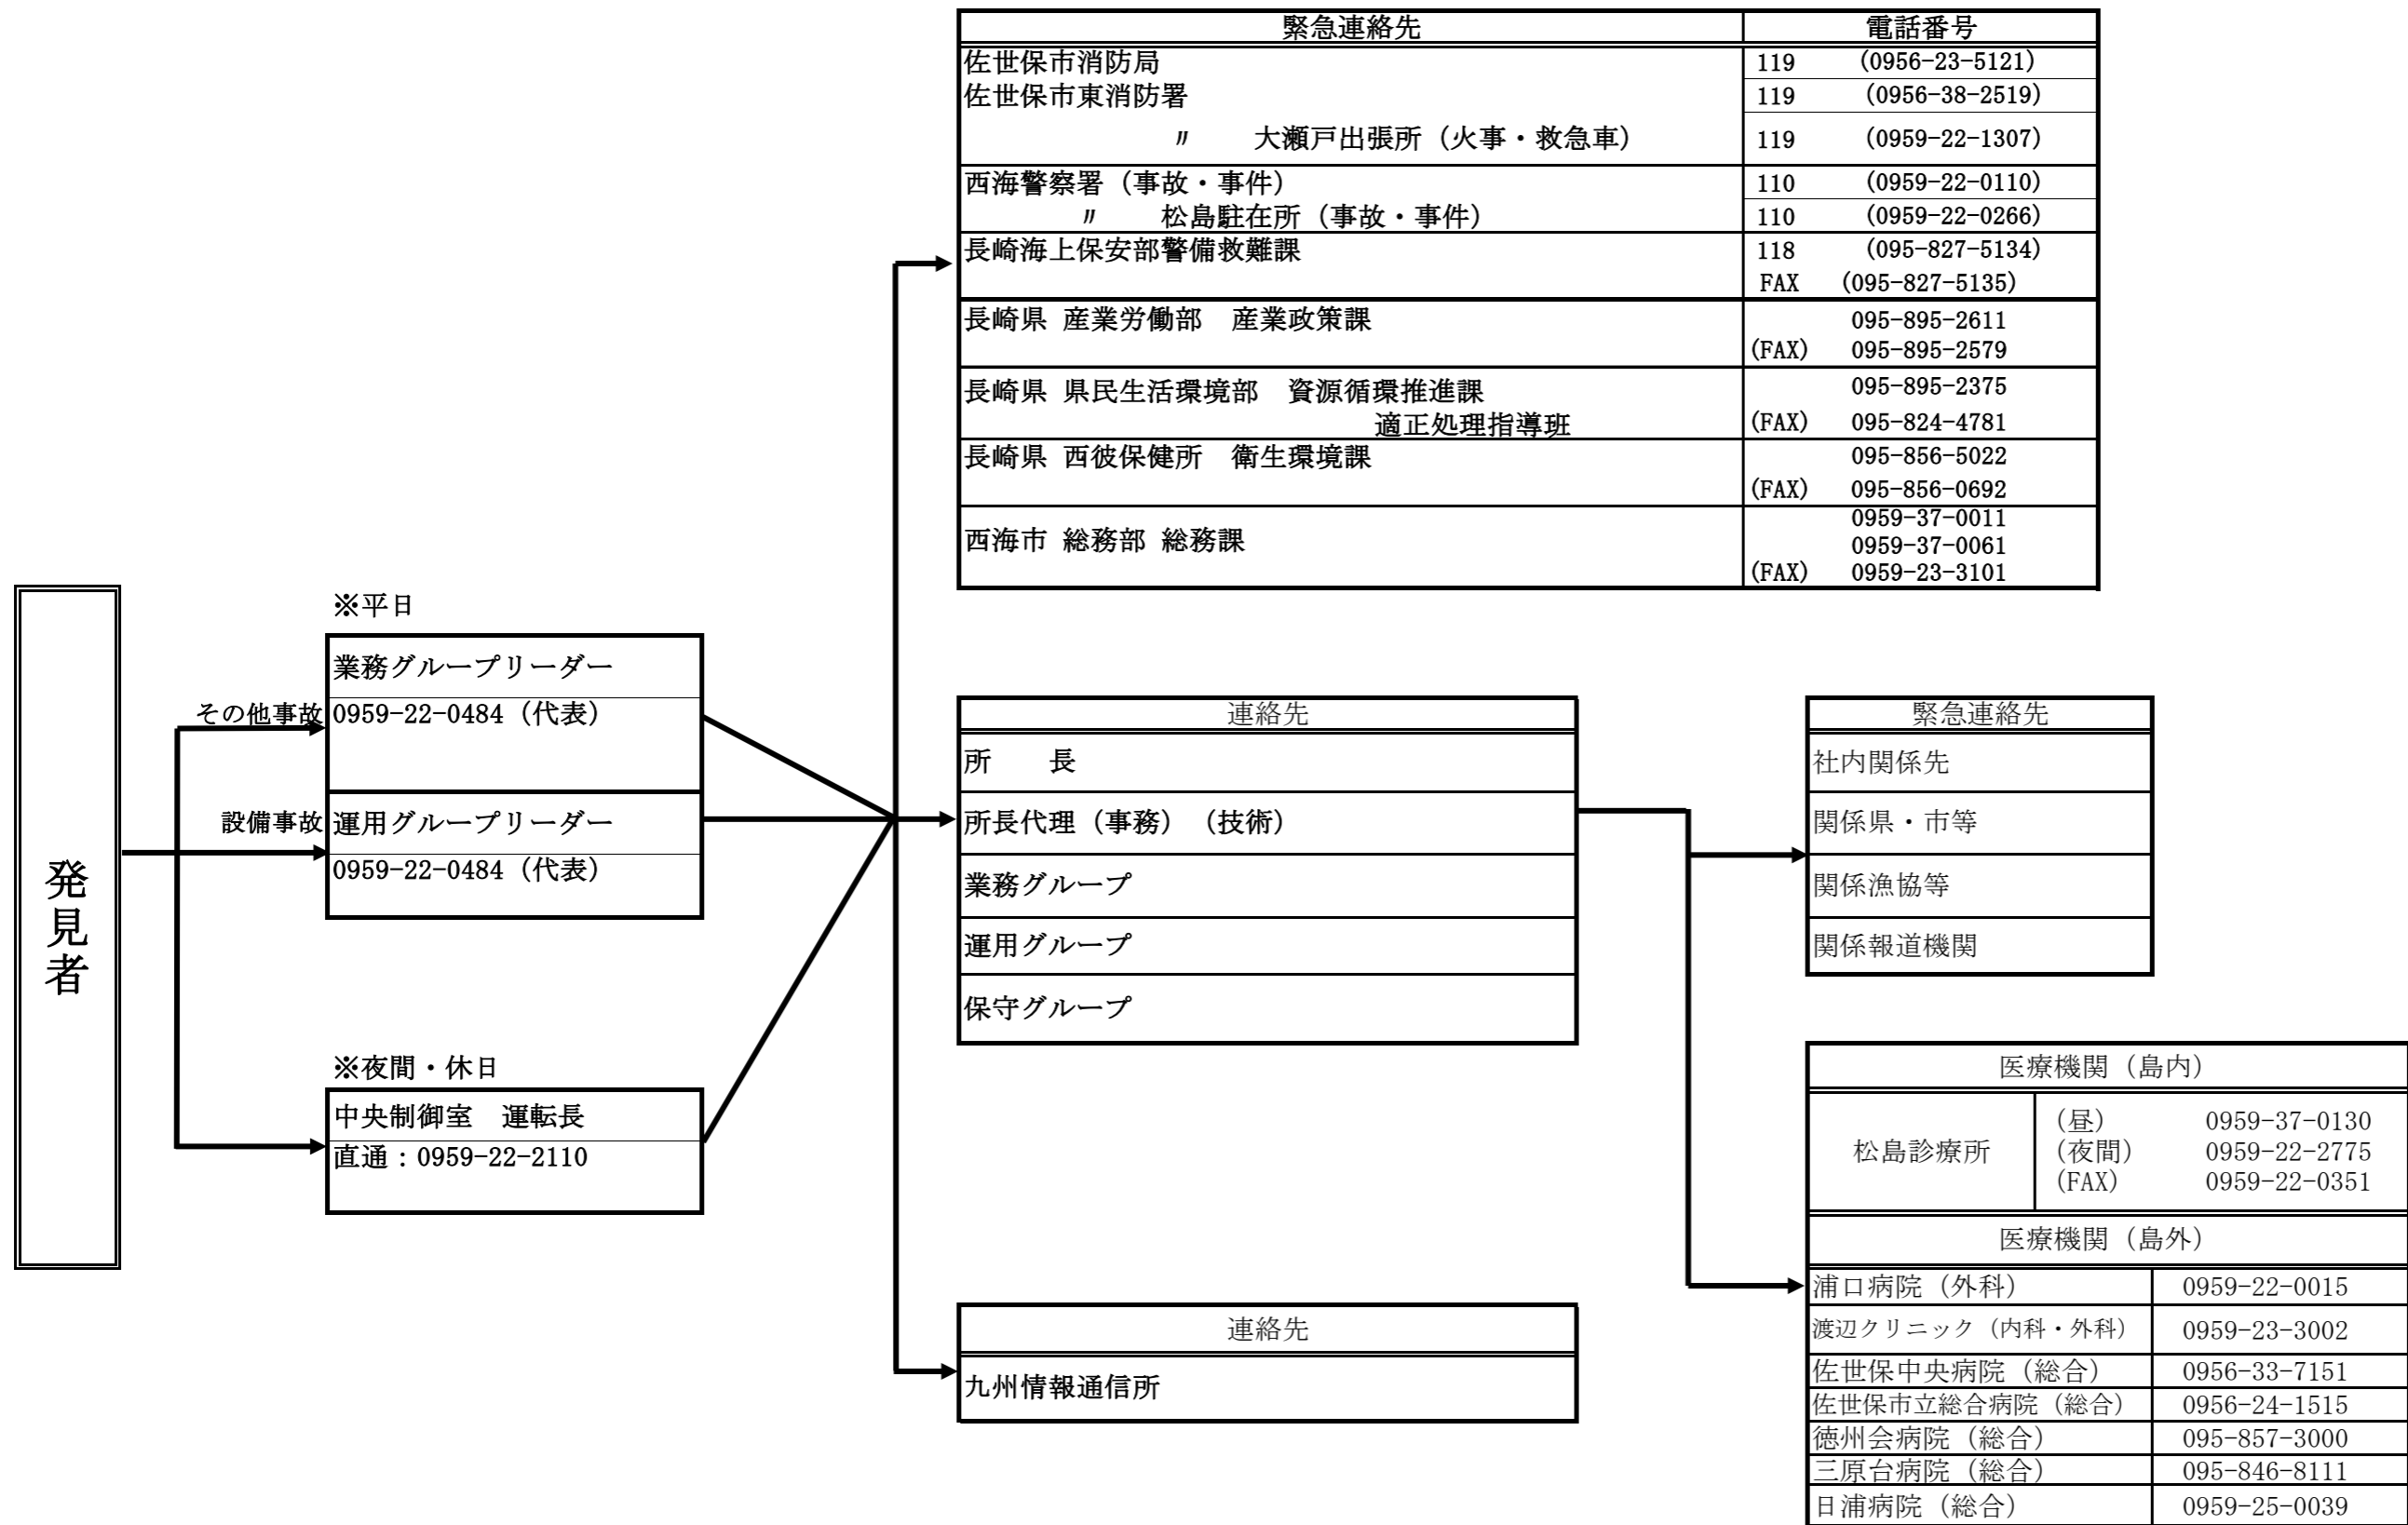 緊急連絡先 電話番号
佐世保市消防局 119 (0956-23-5121)
佐世保市東消防署 119 (0956-38-2519)
〃 大瀬戸出張所（火事・救急車） 119 (0959-22-1307)
西海警察署（事故・事件） 110 (0959-22-0110)
〃 松島駐在所（事故・事件） 110 (0959-22-0266)
長崎海上保安部警備救難課 118 (095-827-5134)
FAX (095-827-5135)
長崎県 産業労働部 産業政策課 095-895-2611
(FAX) 095-895-2579
長崎県 県民生活環境部 資源循環推進課 095-895-2375
適正処理指導班 (FAX) 095-824-4781
長崎県 西彼保健所 衛生環境課 095-856-5022
(FAX) 095-856-0692
0959-37-0011
西海市 総務部 総務課 0959-37-0061
(FAX) 0959-23-3101
発見者
※平日
業務グループリーダー
その他事故 0959-22-0484（代表）
設備事故 運用グループリーダー
0959-22-0484（代表）
※夜間・休日
中央制御室 運転長
直通：0959-22-2110
連絡先
所 長
所長代理（事務）（技術）
業務グループ
運用グループ
保守グループ
連絡先
九州情報通信所
緊急連絡先
社内関係先
関係県・市等
関係漁協等
関係報道機関
医療機関（島内）
松島診療所
(昼) 0959-37-0130
(夜間) 0959-22-2775
(FAX) 0959-22-0351
医療機関（島外）
浦口病院（外科） 0959-22-0015
渡辺クリニック（内科・外科） 0959-23-3002
佐世保中央病院（総合） 0956-33-7151
佐世保市立総合病院（総合） 0956-24-1515
徳州会病院（総合） 095-857-3000
三原台病院（総合） 095-846-8111
日浦病院（総合） 0959-25-0039